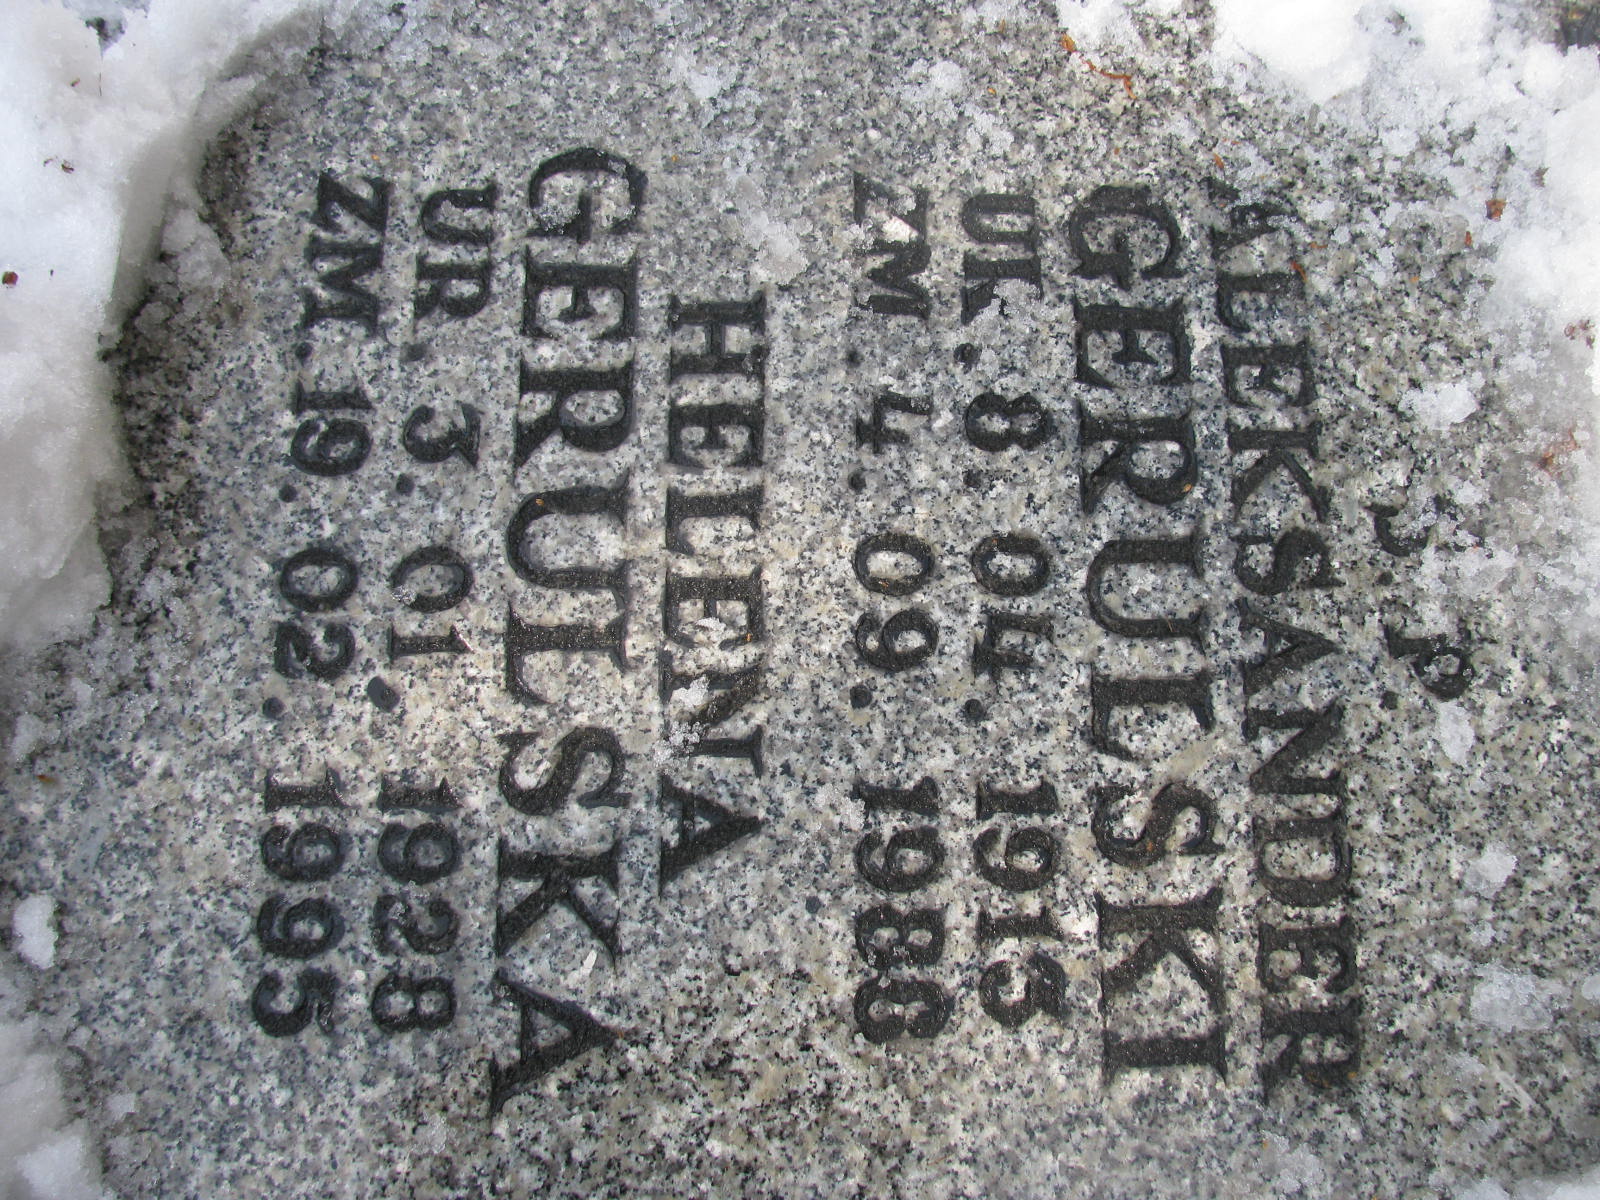 Ś. P.
ALEKSANDER
GERULSKI
UR. 8. 04. 1915
ZM. 4. 09. 1988
HELENA
GERULSKA
UR. 3. 01. 1928
ZM. 19. 02. 1995